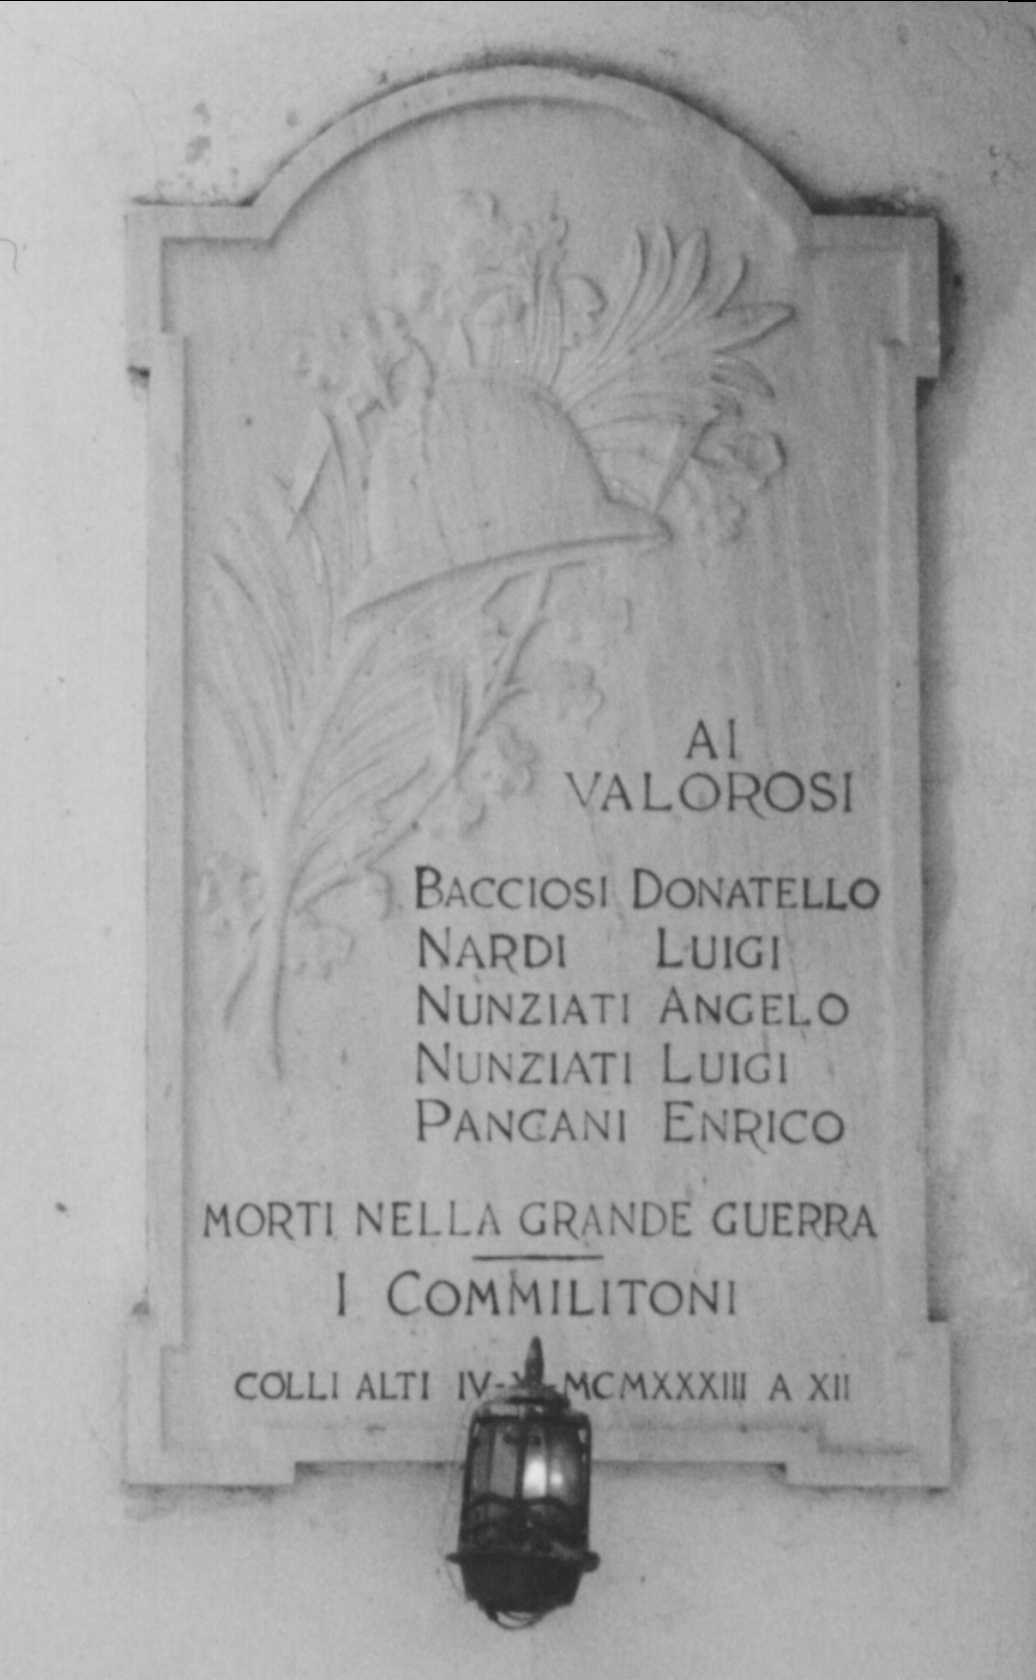 AI
VALOROSI
BACCIOSI DONATELLO
NARDI LUIGI
NUNZIATI ANGELO
NUNZIATI LUIGI
PANCANI ENRICO
MORTI NELLA GRANDE GUERRA
I COMMILITONI
COLLI ALTI IV- -MCMXXXIII A XII